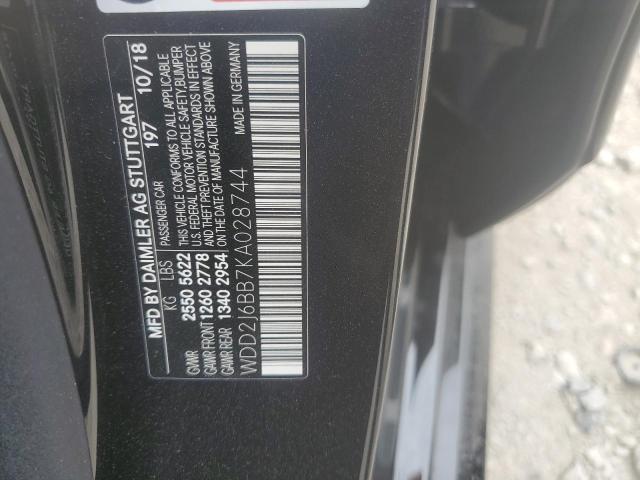 MFD BY DAIMLER AG STUTTGART
197 10/18
KG LBS PASSENGER CAR
GVWR 2550 5622 THIS VEHICLE CONFORMS TO ALL APPLICABLE
U.S. FEDERAL MOTOR VEHICLE SAFETY,BUMPER
GAWR FRONT 1260 2778 AND THEFT PREVENTION STANDARDS IN EFFECT
GAWR REAR 1340 2954 ON THE DATE OF MANUFACTURE SHOWN ABOVE
WDD2J6BB7KA028744 MADE IN GERMANY